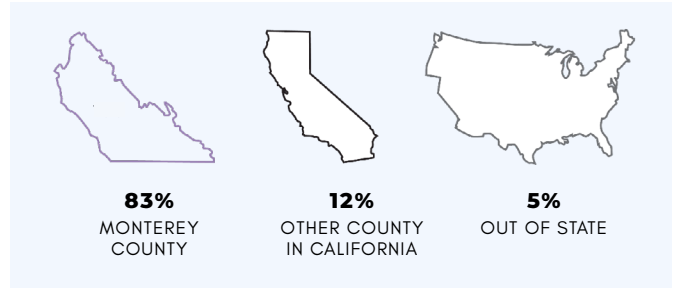 83%
MONTEREY
COUNTY
12%
OTHER COUNTY
IN CALIFORNIA
5%
OUT OF STATE